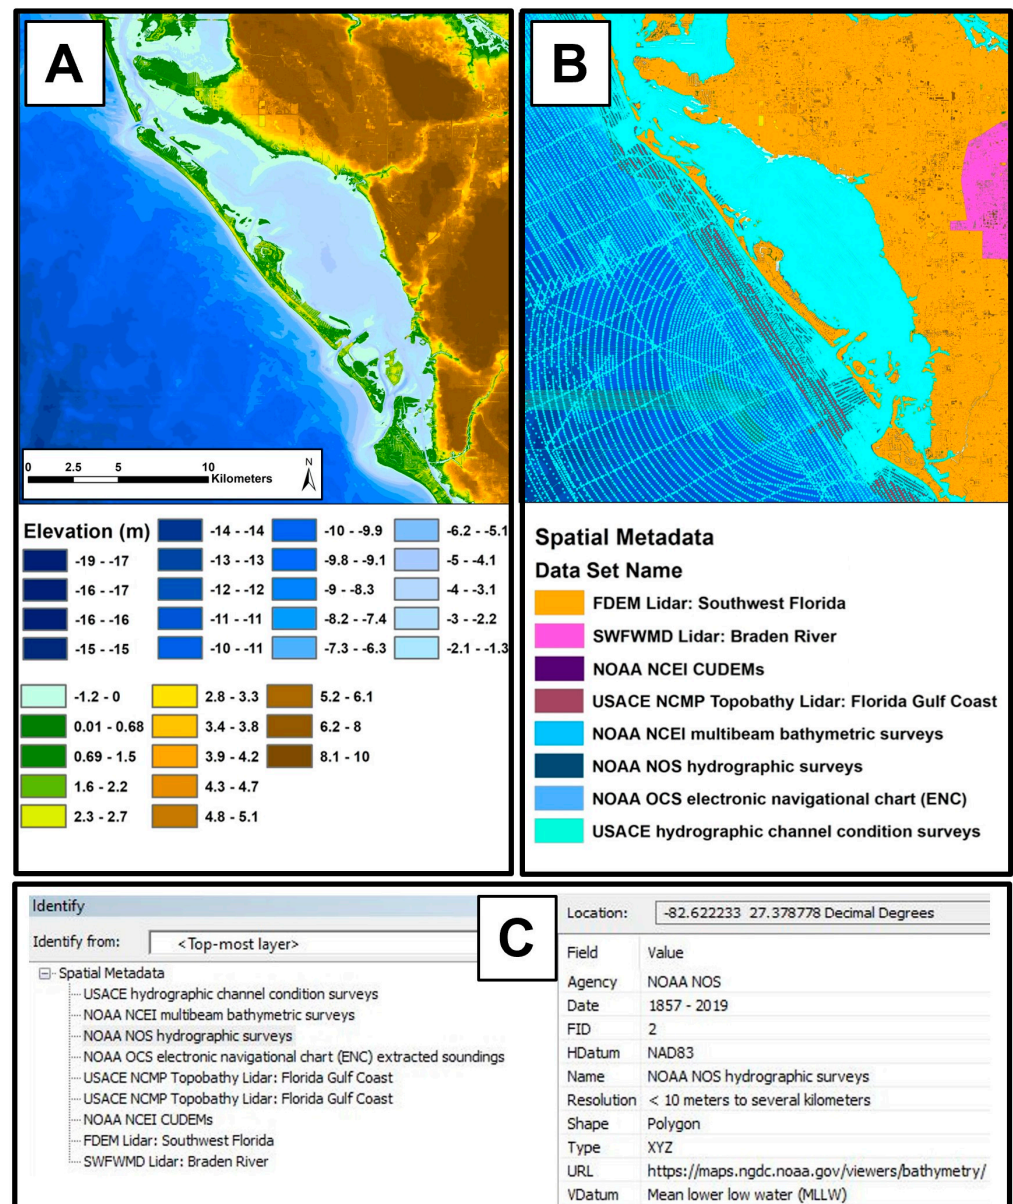 A
B
0 2.5 5 10
Kilometers
N
Elevation (m)
-19 - -17
-16 - -17
-16 - -16
-15 - -15
-14 - -14
-13 - -13
-12 - -12
-11 - -11
-10 - -11
-10 - -9.9
-9.8 - -9.1
-9 - -8.3
-8.2 - -7.4
-7.3 - -6.3
-6.2 - -5.1
-5 - -4.1
-4 - -3.1
-3 - -2.2
-2.1 - -1.3
-1.2 - 0
0.01 - 0.68
0.69 - 1.5
1.6 - 2.2
2.3 - 2.7
2.8 - 3.3
3.4 - 3.8
3.9 - 4.2
4.3 - 4.7
4.8 - 5.1
5.2 - 6.1
6.2 - 8
8.1 - 10
Spatial Metadata
Data Set Name
FDEM Lidar: Southwest Florida
SWFWMD Lidar: Braden River
NOAA NCEI CUDEMs
USACE NCMP Topobathy Lidar: Florida Gulf Coast
NOAA NCEI multibeam bathymetric surveys
NOAA NOS hydrographic surveys
NOAA OCS electronic navigational chart (ENC)
USACE hydrographic channel condition surveys
C
Identify
Identify from: <Top-most layer>
Spatial Metadata
USACE hydrographic channel condition surveys
NOAA NCEI multibeam bathymetric surveys
NOAA NOS hydrographic surveys
NOAA OCS electronic navigational chart (ENC) extracted soundings
USACE NCMP Topobathy Lidar: Florida Gulf Coast
USACE NCMP Topobathy Lidar: Florida Gulf Coast
NOAA NCEI CUDEMs
FDEM Lidar: Southwest Florida
SWFWMD Lidar: Braden River
Location: -82.622233 27.378778 Decimal Degrees
Field Value
Agency NOAA NOS
Date 1857 - 2019
FID 2
HDatum NAD83
Name NOAA NOS hydrographic surveys
Resolution < 10 meters to several kilometers
Shape Polygon
Type XYZ
URL https://maps.ngdc.noaa.gov/viewers/bathymetry/
VDatum Mean lower low water (MLLW)